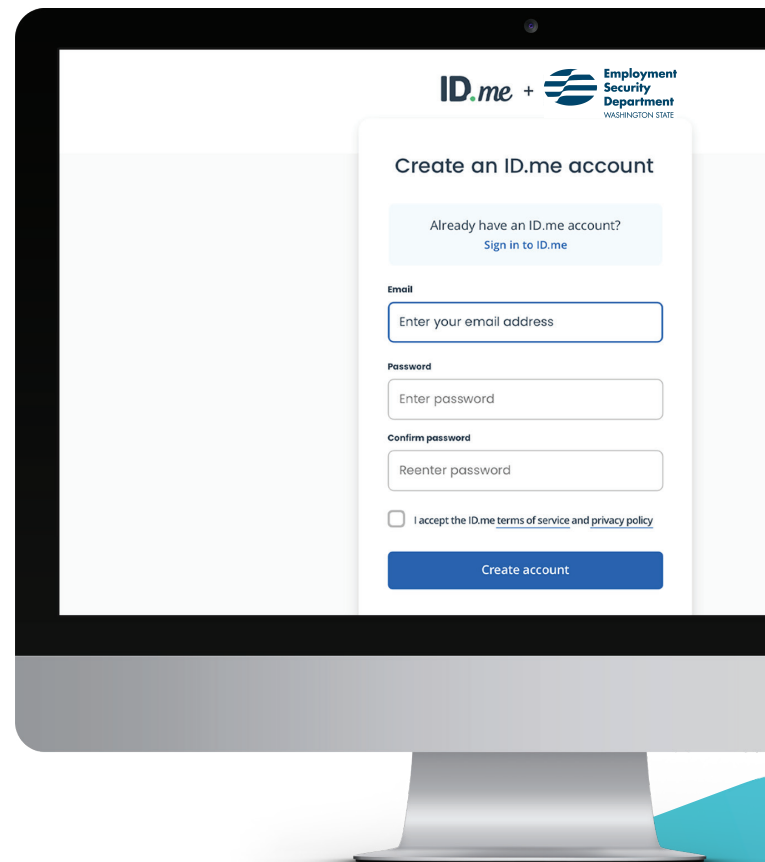 ID.me + Employment
Security
Department
WASHINGTON STATE
Create an ID.me account
Already have an ID.me account?
Sign in to ID.me
Email
Enter your email address
Password
Enter password
Confirm password
Reenter password
I accept the ID.me terms of service and privacy policy
Create account